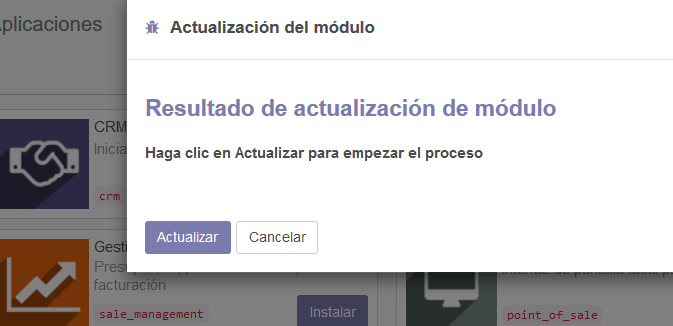 plicaciones
Actualización del módulo
Resultado de actualización de módulo
Haga clic en Actualizar para empezar el proceso
Actualizar
Cancelar
CRM
Inicia
crm
Gesti
facturación
sale_management
Instalar
point_of_sale